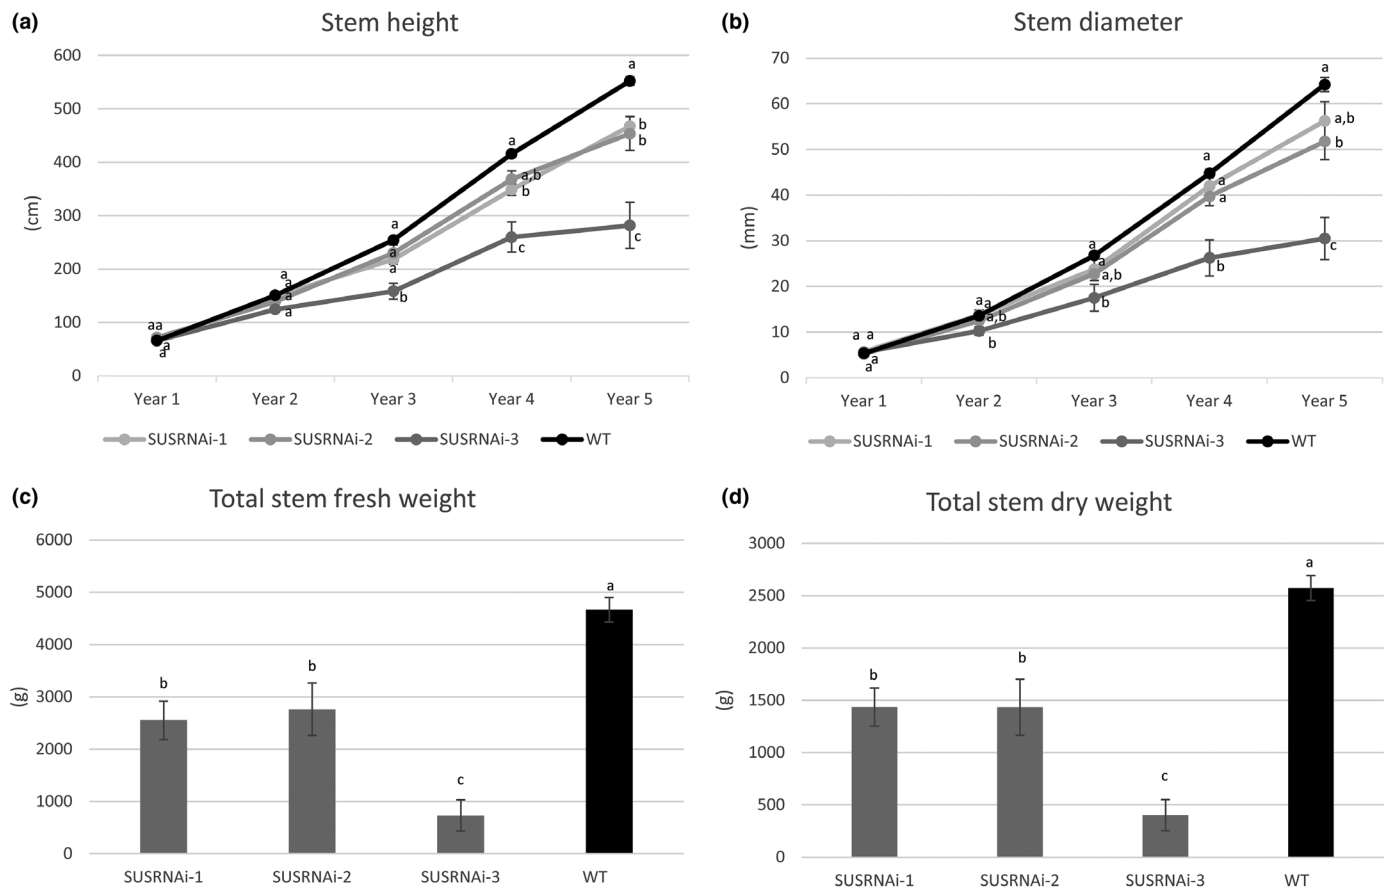 (a) Stem height
600
500
400
300
200
100
0
(cm)
a
b
b
c
a
a,b
b
c
a
a
a
b
a
a
a
a
aa
a
a
Year 1 Year 2 Year 3 Year 4 Year 5
SUSRNAi-1 SUSRNAi-2 SUSRNAi-3 WT
(b) Stem diameter
70
60
50
40
30
20
10
0
(mm)
a
a,b
b
c
a
a
a
b
a
a
a,b
b
a a
a,b
b
a a
a
a
Year 1 Year 2 Year 3 Year 4 Year 5
SUSRNAi-1 SUSRNAi-2 SUSRNAi-3 WT
(c) Total stem fresh weight
6000
5000
4000
3000
2000
1000
0
(g)
b
b
c
a
SUSRNAi-1 SUSRNAi-2 SUSRNAi-3 WT
(d) Total stem dry weight
3000
2500
2000
1500
1000
500
0
(g)
b
b
c
a
SUSRNAi-1 SUSRNAi-2 SUSRNAi-3 WT